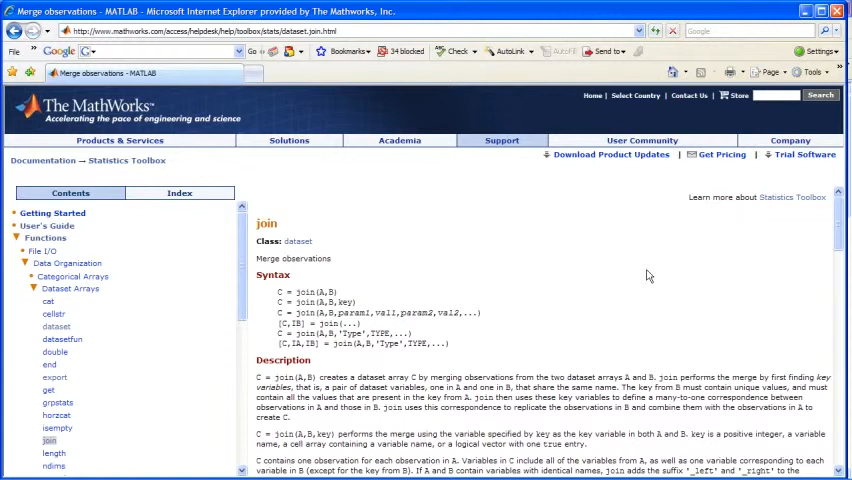 Merge observations - MATLAB - Microsoft Internet Explorer provided by The Mathworks, Inc.
http://www.mathworks.com/access/helpdesk/help/toolbox/stats/dataset.join.html
Google
File
Google
G
Go
Bookmarks
34 blocked
Check
AutoLink
AutoFill
Send to
Settings
Merge observations - MATLAB
Page
Tools
The MathWorks™
Accelerating the pace of engineering and science
Home | Select Country | Contact Us | Store
Search
Products & Services
Solutions
Academia
Support
User Community
Company
Documentation → Statistics Toolbox
Download Product Updates | Get Pricing | Trial Software
Contents
Index
Getting Started
User's Guide
Functions
File I/O
Data Organization
Categorical Arrays
Dataset Arrays
cat
cellstr
dataset
datasetfun
double
end
export
get
grpstats
horzcat
isempty
join
length
ndims
Learn more about Statistics Toolbox
join
Class: dataset
Merge observations
Syntax
C = join(A,B)
C = join(A,B,key)
C = join(A,B,param1,val1,param2,val2,...)
[C,IB] = join(...)
C = join(A,B,'Type',TYPE,...)
[C,IA,IB] = join(A,B,'Type',TYPE,...)
Description
C = join(A,B) creates a dataset array C by merging observations from the two dataset arrays A and B. join performs the merge by first finding key
variables, that is, a pair of dataset variables, one in A and one in B, that share the same name. The key from B must contain unique values, and must
contain all the values that are present in the key from A. join then uses these key variables to define a many-to-one correspondence between
observations in A and those in B. join uses this correspondence to replicate the observations in B and combine them with the observations in A to
create C.
C = join(A,B,key) performs the merge using the variable specified by key as the key variable in both A and B. key is a positive integer, a variable
name, a cell array containing a variable name, or a logical vector with one true entry.
C contains one observation for each observation in A. Variables in C include all of the variables from A, as well as one variable corresponding to each
variable in B (except for the key from B). If A and B contain variables with identical names, join adds the suffix '_left' and '_right' to the